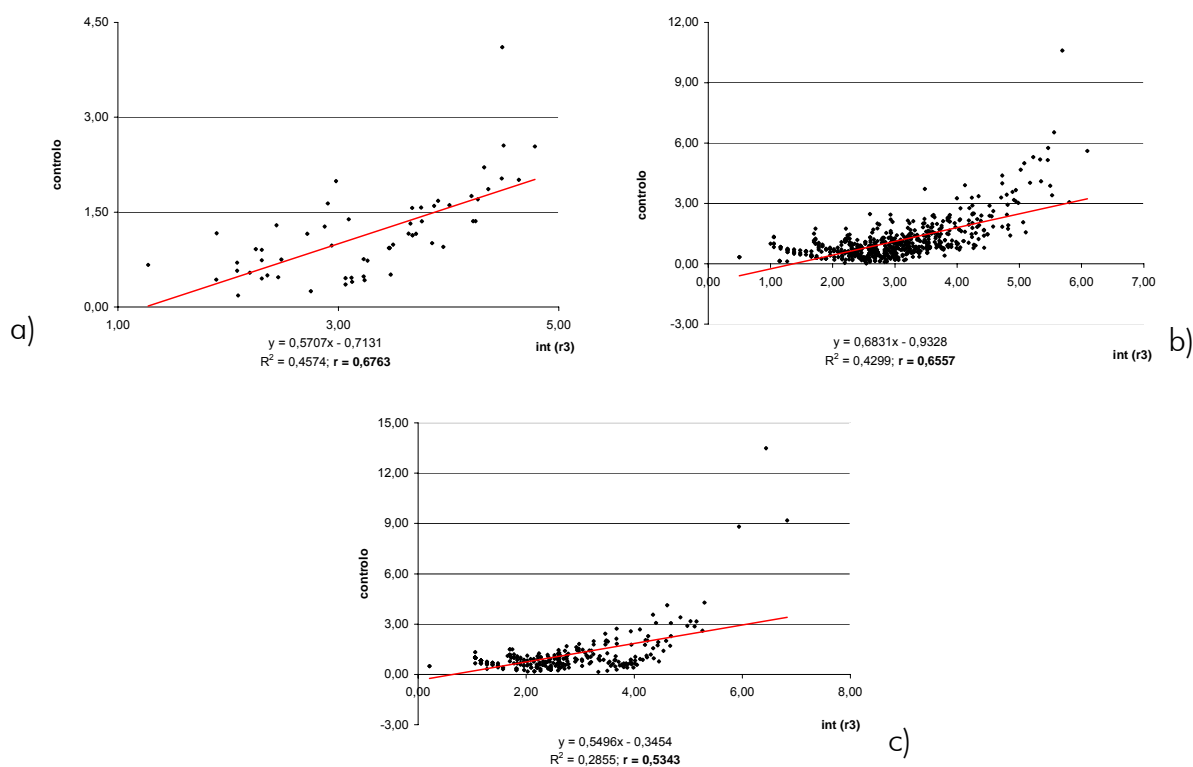 4,50
3,00
1,50
0,00
controlo
1,00
3,00
5,00
int (r3)
y = 0,5707x - 0,7131
R² = 0,4574; r = 0,6763
a)
12,00
9,00
6,00
3,00
0,00
-3,00
controlo
0,00
1,00
2,00
3,00
4,00
5,00
6,00
7,00
int (r3)
y = 0,6831x - 0,9328
R² = 0,4299; r = 0,6557
b)
15,00
12,00
9,00
6,00
3,00
0,00
-3,00
controlo
0,00
2,00
4,00
6,00
8,00
int (r3)
y = 0,5496x - 0,3454
R² = 0,2855; r = 0,5343
c)